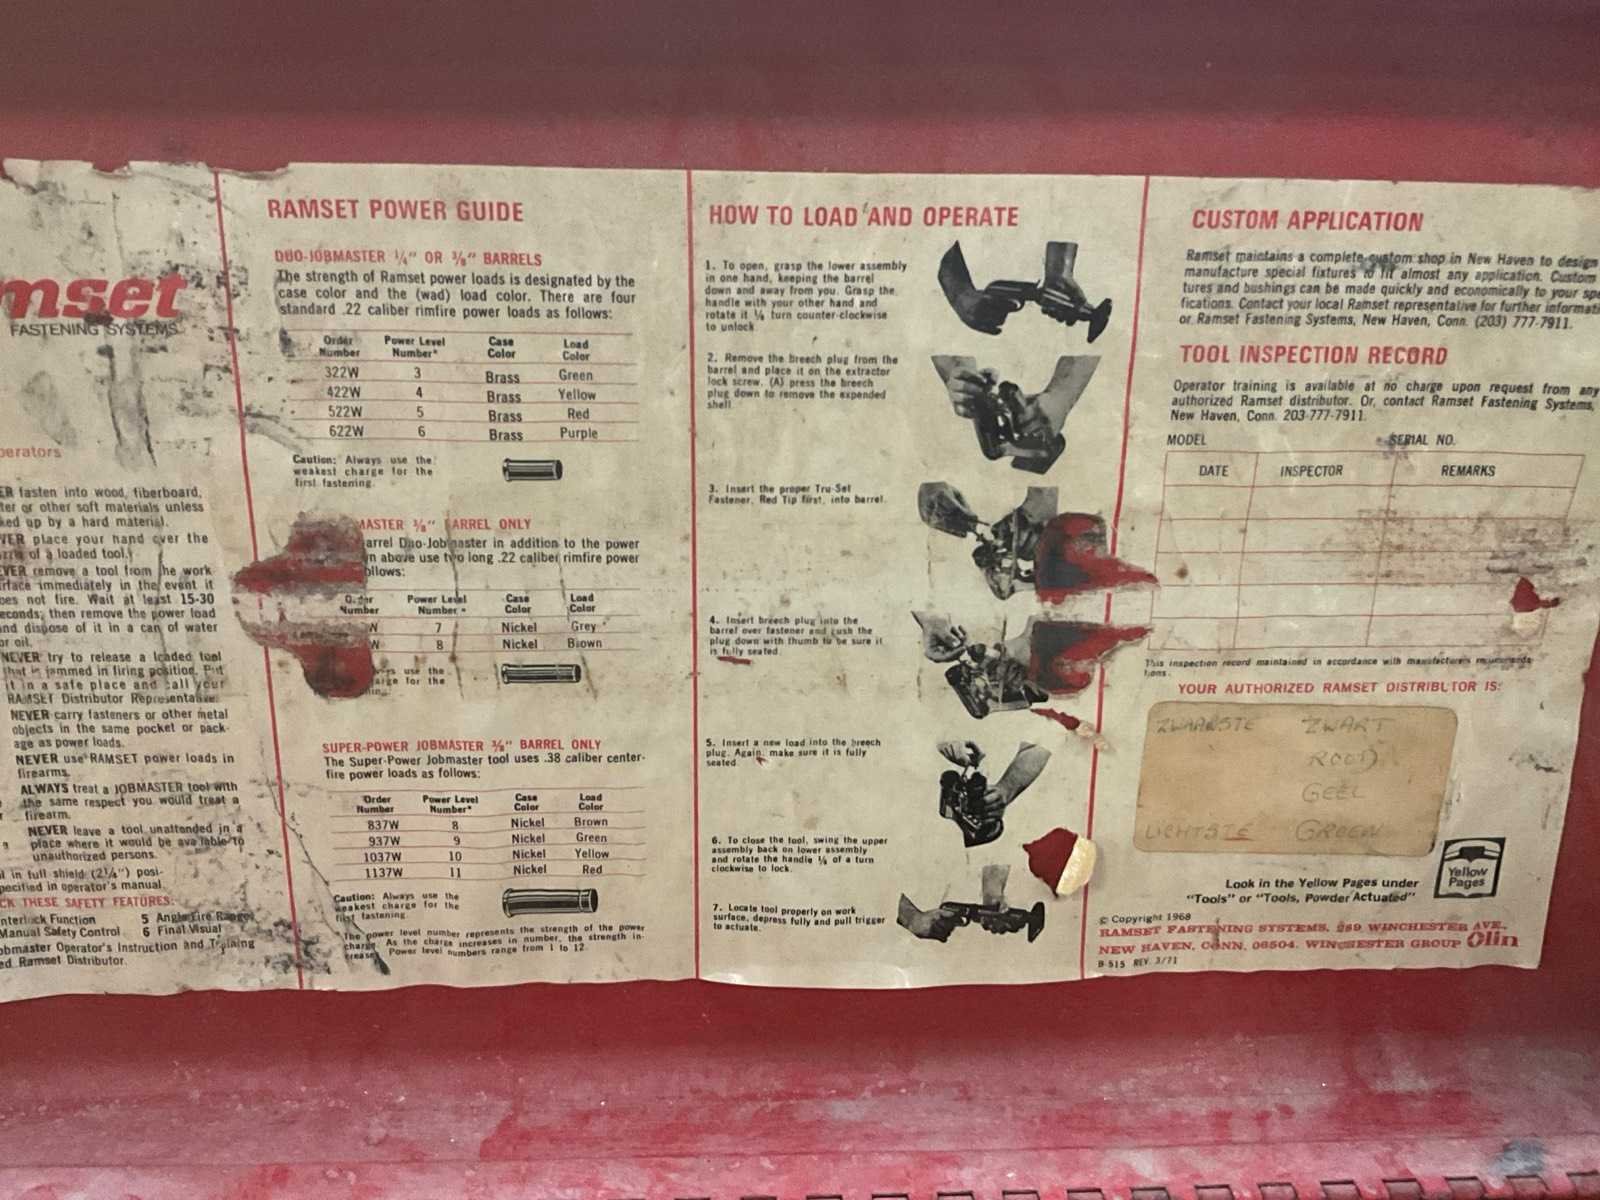 mset
FASTENING SYSTEMS
perators
ER fasten into wood, fiberboard,
ter or other soft materials unless
ked up by a hard material.
VER place your hand over the
zzle of a loaded tool.
EVER remove a tool from the work
rface immediately in the event it
oes not fire. Wait at least 15-30
econds; then remove the power load
and dispose of it in a can of water
or oil.
NEVER try to release a loaded tool
that is jammed in firing position. Put
it in a safe place and call your
RAMSET Distributor Representative.
NEVER carry fasteners or other metal
objects in the same pocket or pack-
age as power loads.
NEVER use RAMSET power loads in
firearms.
ALWAYS treat a JOBMASTER tool with
the same respect you would treat a
firearm.
NEVER leave a tool unattended in a
place where it would be available to
unauthorized persons.
l in full shield (2¼") posi-
pecified in operator's manual.
CK THESE SAFETY FEATURES:
nterlock Function 5 Angle Fire Range
Manual Safety Control 6 Final Visual
obmaster Operator's Instruction and Training
ed Ramset Distributor.
RAMSET POWER GUIDE
DUO-JOBMASTER ¼" OR ⅜" BARRELS
The strength of Ramset power loads is designated by the
case color and the (wad) load color. There are four
standard .22 caliber rimfire power loads as follows:
Order Number Power Level Number* Case Color Load Color
322W 3 Brass Green
422W 4 Brass Yellow
522W 5 Brass Red
622W 6 Brass Purple
Caution: Always use the
weakest charge for the
first fastening.
MASTER ⅜" BARREL ONLY
arrel Duo-Jobmaster in addition to the power
n above use two long .22 caliber rimfire power
ollows:
Order Number Power Level Number* Case Color Load Color
W 7 Nickel Grey
W 8 Nickel Brown
ys use the
arge for the
SUPER-POWER JOBMASTER ⅜" BARREL ONLY
The Super-Power Jobmaster tool uses .38 caliber center-
fire power loads as follows:
Order Number Power Level Number* Case Color Load Color
837W 8 Nickel Brown
937W 9 Nickel Green
1037W 10 Nickel Yellow
1137W 11 Nickel Red
Caution: Always use the
weakest charge for the
first fastening.
*The power level number represents the strength of the power
charge. As the charge increases in number, the strength in-
creases. Power level numbers range from 1 to 12.
HOW TO LOAD AND OPERATE
1. To open, grasp the lower assembly
in one hand, keeping the barrel
down and away from you. Grasp the
handle with your other hand and
rotate it ¼ turn counter-clockwise
to unlock.
2. Remove the breech plug from the
barrel and place it on the extractor
lock screw. (A) press the breech
plug down to remove the expended
shell.
3. Insert the proper Tru-Set
Fastener, Red Tip first, into barrel.
4. Insert breech plug into the
barrel over fastener and push the
plug down with thumb to be sure it
is fully seated.
5. Insert a new load into the breech
plug. Again, make sure it is fully
seated.
6. To close the tool, swing the upper
assembly back on lower assembly
and rotate the handle ¼ of a turn
clockwise to lock.
7. Locate tool properly on work
surface, depress fully and pull trigger
to actuate.
CUSTOM APPLICATION
Ramset maintains a complete custom shop in New Haven to design
manufacture special fixtures to fit almost any application. Custom
tures and bushings can be made quickly and economically to your spe
fications. Contact your local Ramset representative for further informati
or Ramset Fastening Systems, New Haven, Conn. (203) 777-7911.
TOOL INSPECTION RECORD
Operator training is available at no charge upon request from any
authorized Ramset distributor. Or, contact Ramset Fastening Systems,
New Haven, Conn. 203-777-7911.
MODEL SERIAL NO.
DATE INSPECTOR REMARKS
This inspection record maintained in accordance with manufacturers recommenda-
tions.
YOUR AUTHORIZED RAMSET DISTRIBUTOR IS:
ZWAARSTE ZWART
ROOD
GEEL
LICHTSTE GROEN
Yellow
Pages
Look in the Yellow Pages under
"Tools" or "Tools, Powder Actuated"
© Copyright 1968
RAMSET FASTENING SYSTEMS, 289 WINCHESTER AVE.,
NEW HAVEN, CONN. 06504. WINCHESTER GROUP Olin
B-515 REV. 3/71